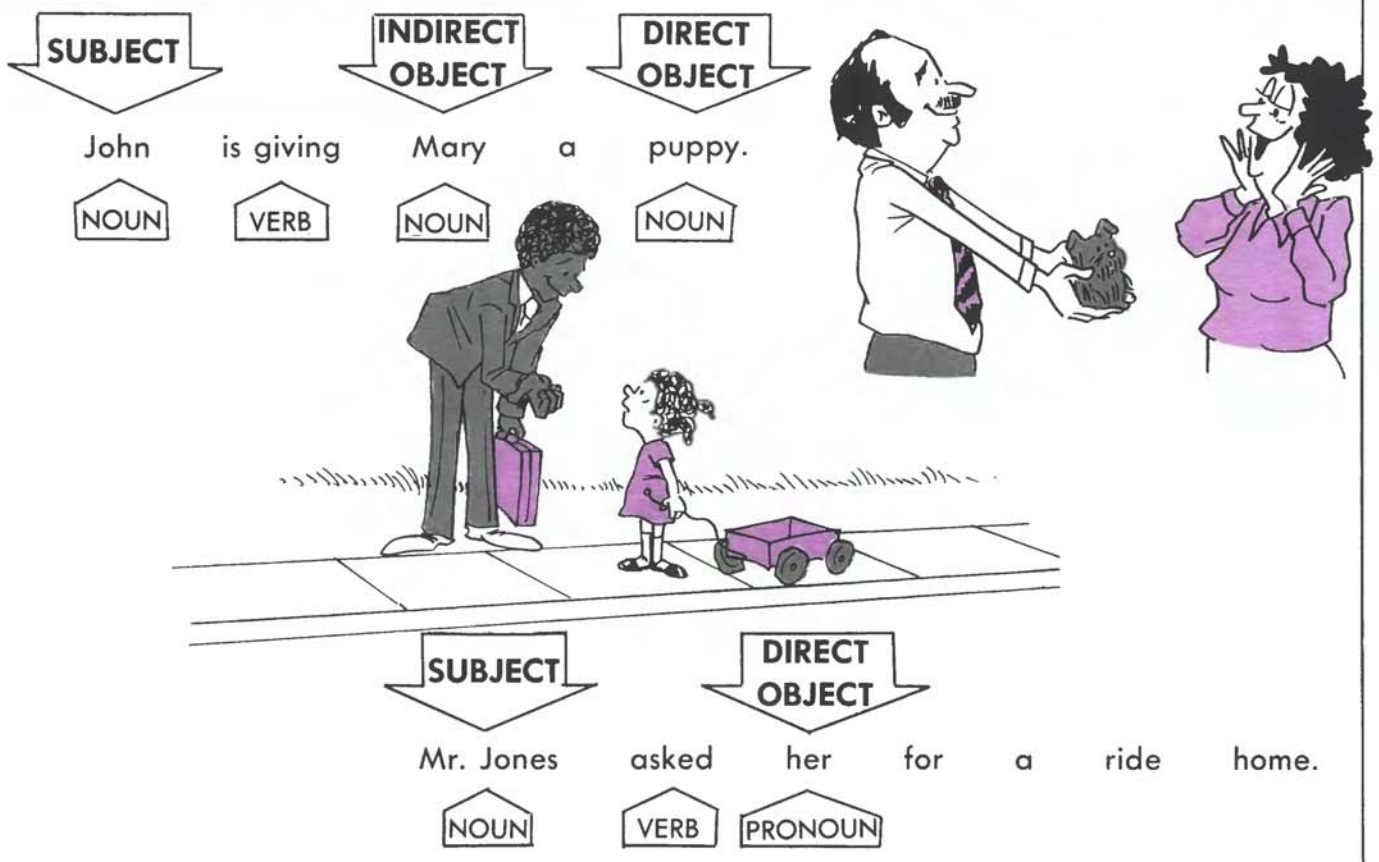 SUBJECT
INDIRECT
OBJECT
DIRECT
OBJECT
John is giving Mary a puppy.
NOUN VERB NOUN NOUN
SUBJECT
DIRECT
OBJECT
Mr. Jones asked her for a ride home.
NOUN VERB PRONOUN